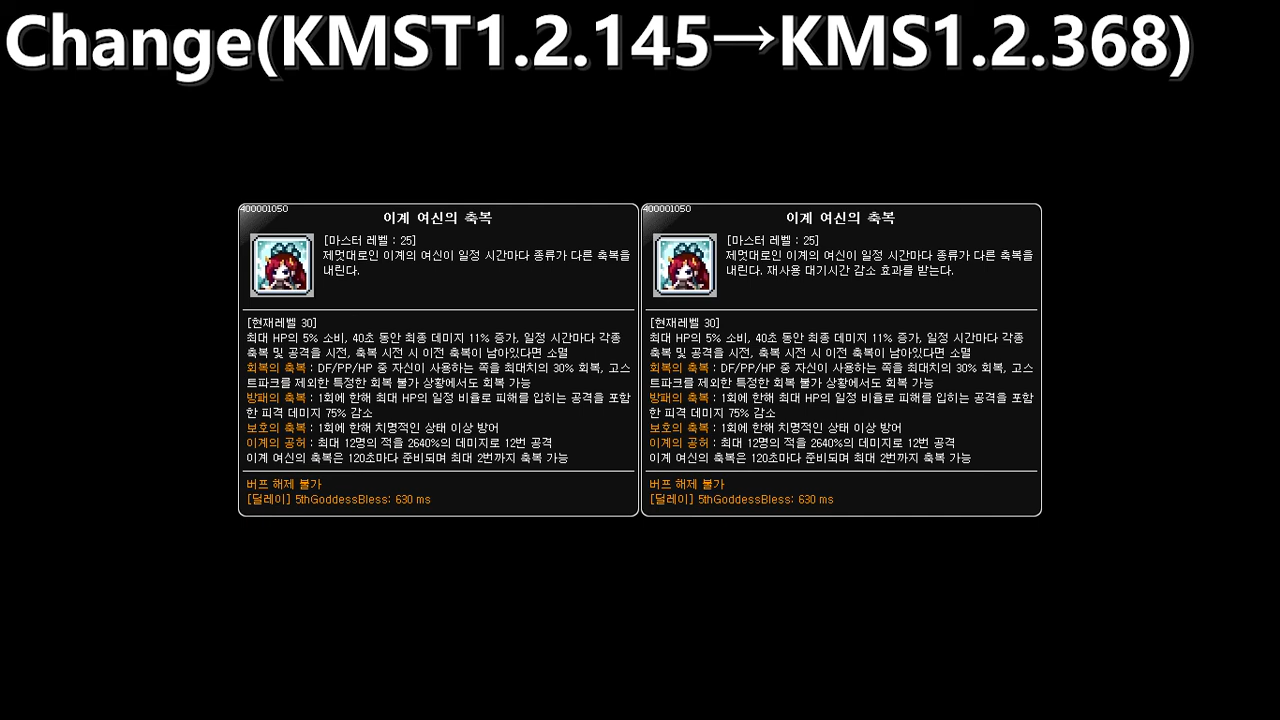 Change(KMST1.2.145→KMS1.2.368)
400001050
이계 여신의 축복
[마스터 레벨 : 25]
제멋대로인 이계의 여신이 일정 시간마다 종류가 다른 축복을
내린다.
[현재레벨 30]
최대 HP의 5% 소비, 40초 동안 최종 데미지 11% 증가, 일정 시간마다 각종
축복 및 공격을 시전, 축복 시전 시 이전 축복이 남아있다면 소멸
회복의 축복 : DF/PP/HP 중 자신이 사용하는 쪽을 최대치의 30% 회복, 고스
트파크를 제외한 특정한 회복 불가 상황에서도 회복 가능
방패의 축복 : 1회에 한해 최대 HP의 일정 비율로 피해를 입히는 공격을 포함
한 피격 데미지 75% 감소
보호의 축복 : 1회에 한해 치명적인 상태 이상 방어
이계의 공허 : 최대 12명의 적을 2640%의 데미지로 12번 공격
이계 여신의 축복은 120초마다 준비되며 최대 2번까지 축복 가능
버프 해제 불가
[딜레이] 5thGoddessBless: 630 ms
400001050
이계 여신의 축복
[마스터 레벨 : 25]
제멋대로인 이계의 여신이 일정 시간마다 종류가 다른 축복을
내린다. 재사용 대기시간 감소 효과를 받는다.
[현재레벨 30]
최대 HP의 5% 소비, 40초 동안 최종 데미지 11% 증가, 일정 시간마다 각종
축복 및 공격을 시전, 축복 시전 시 이전 축복이 남아있다면 소멸
회복의 축복 : DF/PP/HP 중 자신이 사용하는 쪽을 최대치의 30% 회복, 고스
트파크를 제외한 특정한 회복 불가 상황에서도 회복 가능
방패의 축복 : 1회에 한해 최대 HP의 일정 비율로 피해를 입히는 공격을 포함
한 피격 데미지 75% 감소
보호의 축복 : 1회에 한해 치명적인 상태 이상 방어
이계의 공허 : 최대 12명의 적을 2640%의 데미지로 12번 공격
이계 여신의 축복은 120초마다 준비되며 최대 2번까지 축복 가능
버프 해제 불가
[딜레이] 5thGoddessBless: 630 ms